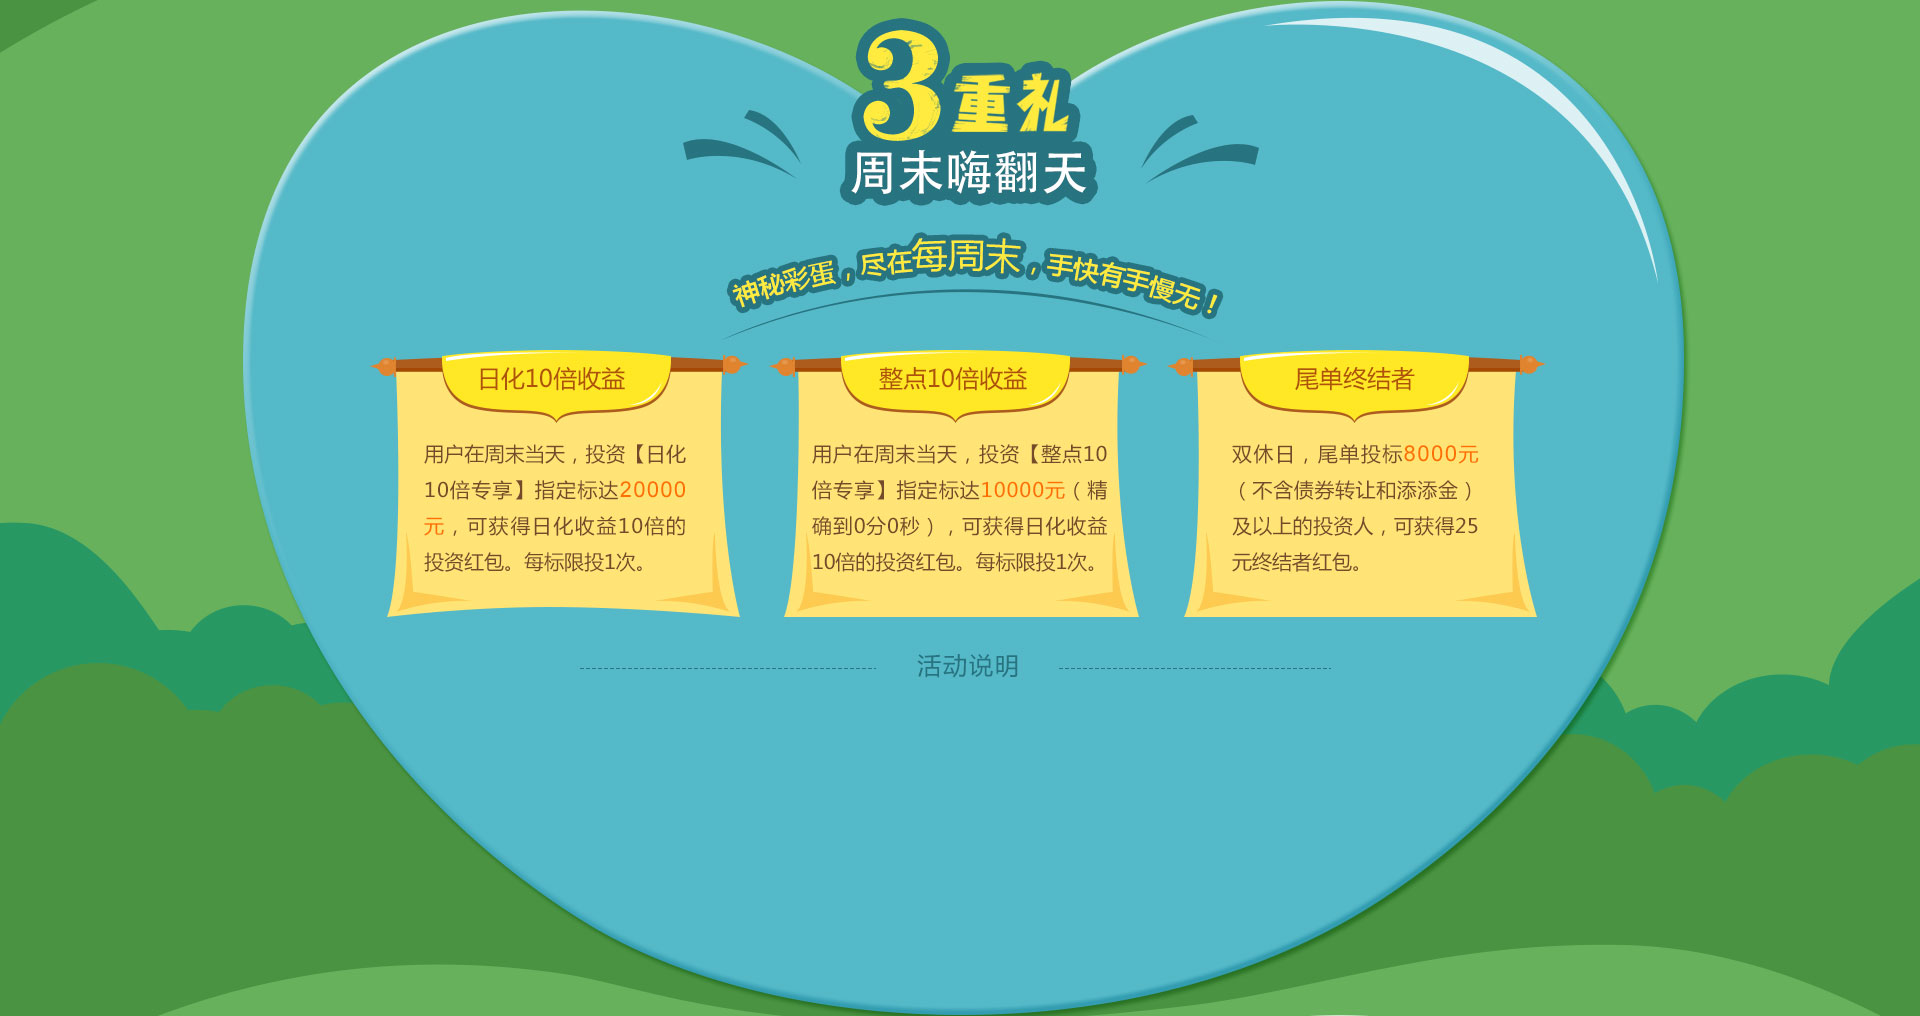 3重礼
周末嗨翻天
神秘彩蛋，尽在每周末，手快有手慢无！
日化10倍收益
用户在周末当天，投资【日化
10倍专享】指定标达20000
元，可获得日化收益10倍的
投资红包。每标限投1次。
整点10倍收益
用户在周末当天，投资【整点10
倍专享】指定标达10000元（精
确到0分0秒），可获得日化收益
10倍的投资红包。每标限投1次。
尾单终结者
双休日，尾单投标8000元
（不含债券转让和添添金）
及以上的投资人，可获得25
元终结者红包。
活动说明